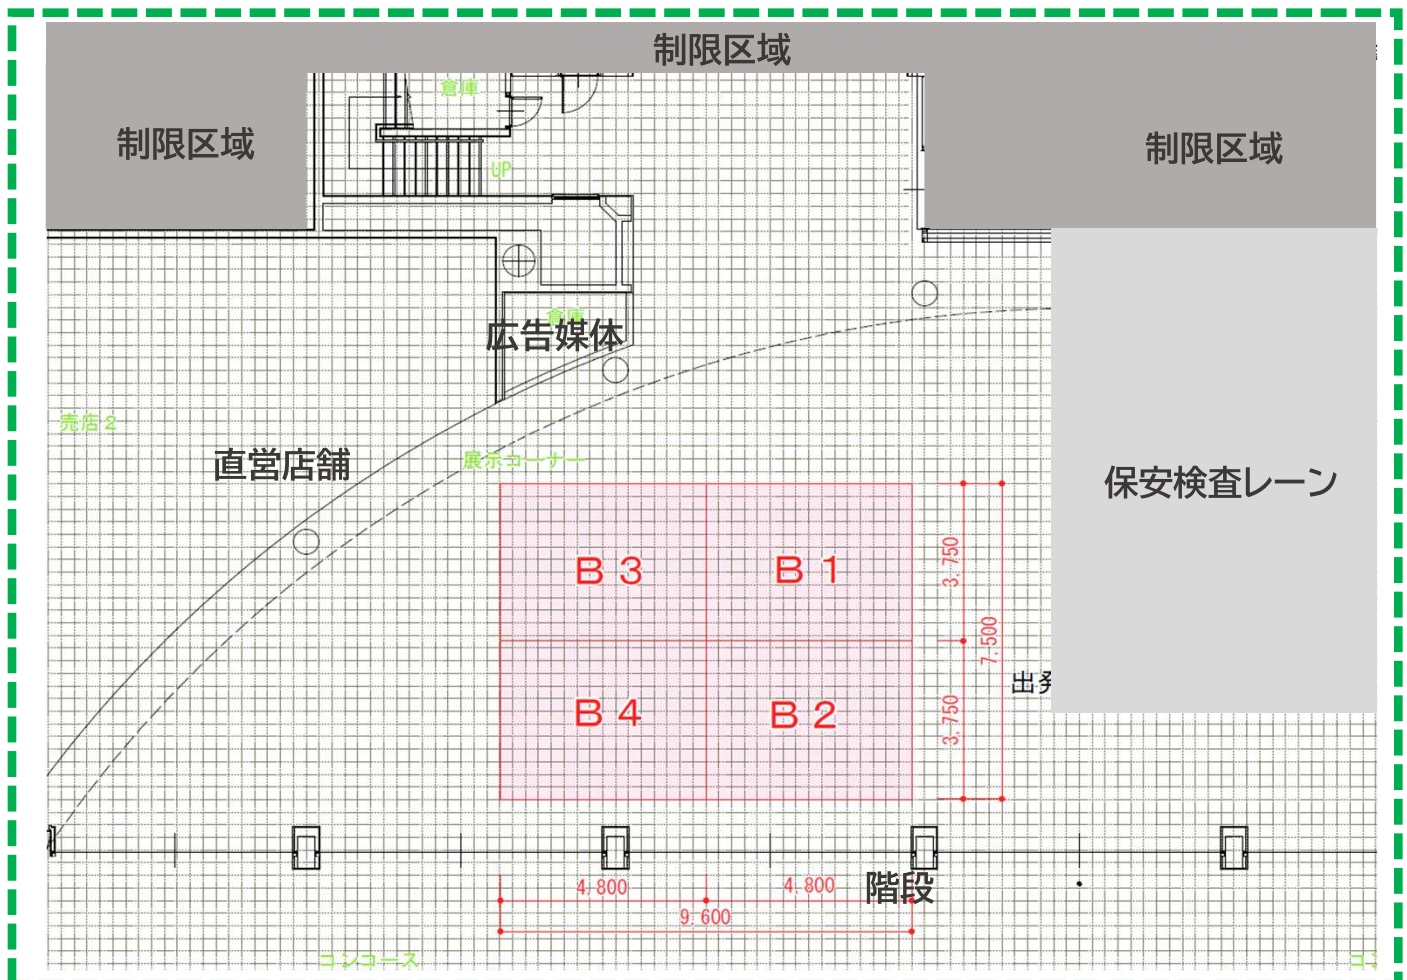 制限区域
制限区域
制限区域
倉庫
UP
倉庫
広告媒体
売店2
直営店舗
展示コーナー
保安検査レーン
B3
B1
3,750
7,500
出発
B4
B2
3,750
4,800
4,800
階段
9,600
コンコース